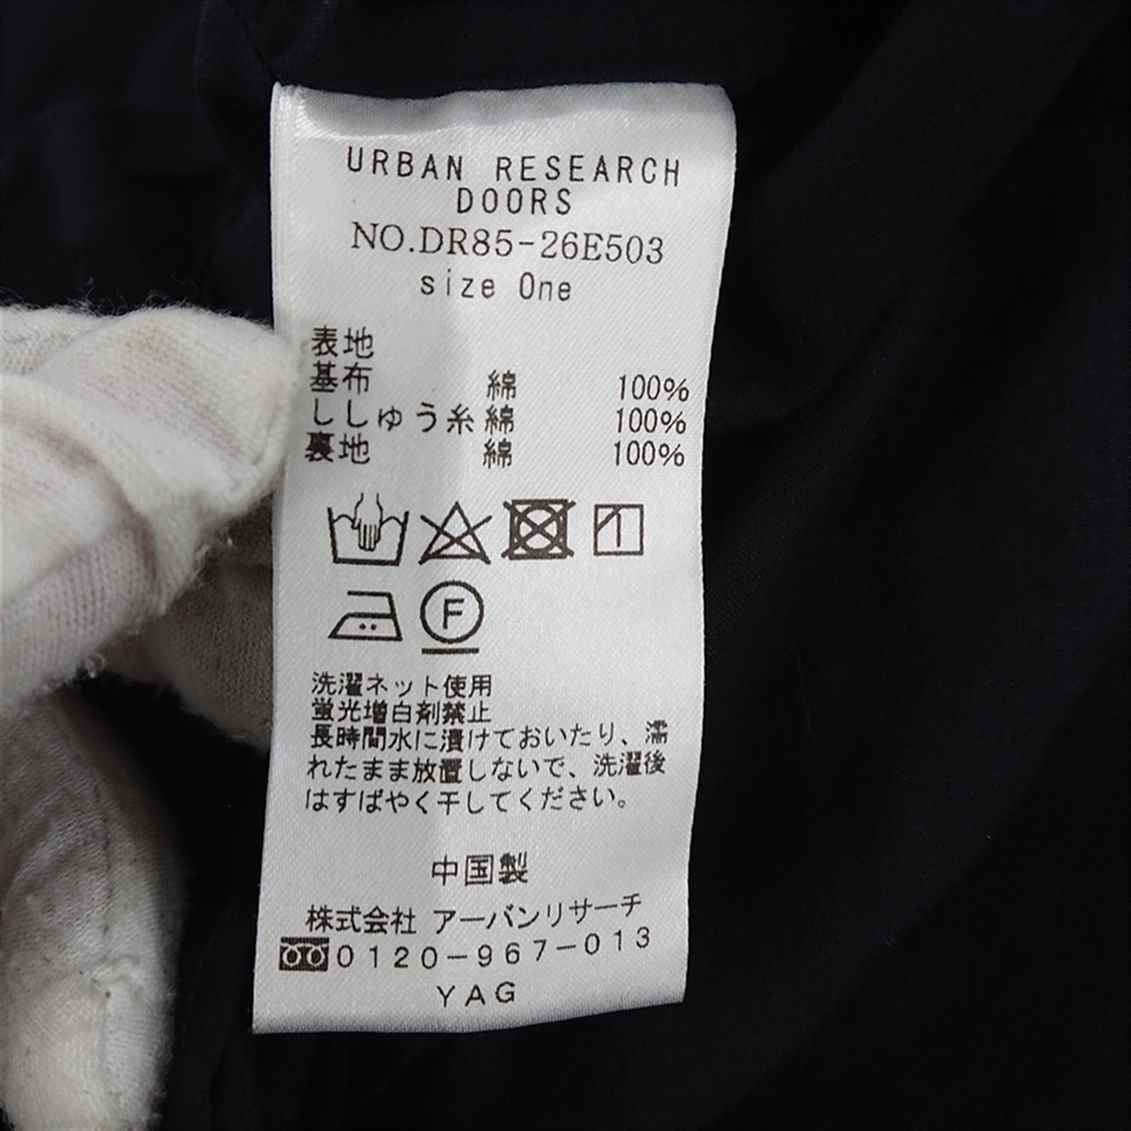 URBAN RESEARCH
DOORS
NO.DR85-26E503
size One
表地
基布 綿 100%
ししゅう糸 綿 100%
裏地 綿 100%
F
洗濯ネット使用
蛍光増白剤禁止
長時間水に漬けておいたり、濡
れたまま放置しないで、洗濯後
はすばやく干してください。
中国製
株式会社 アーバンリサーチ
0120-967-013
YAG